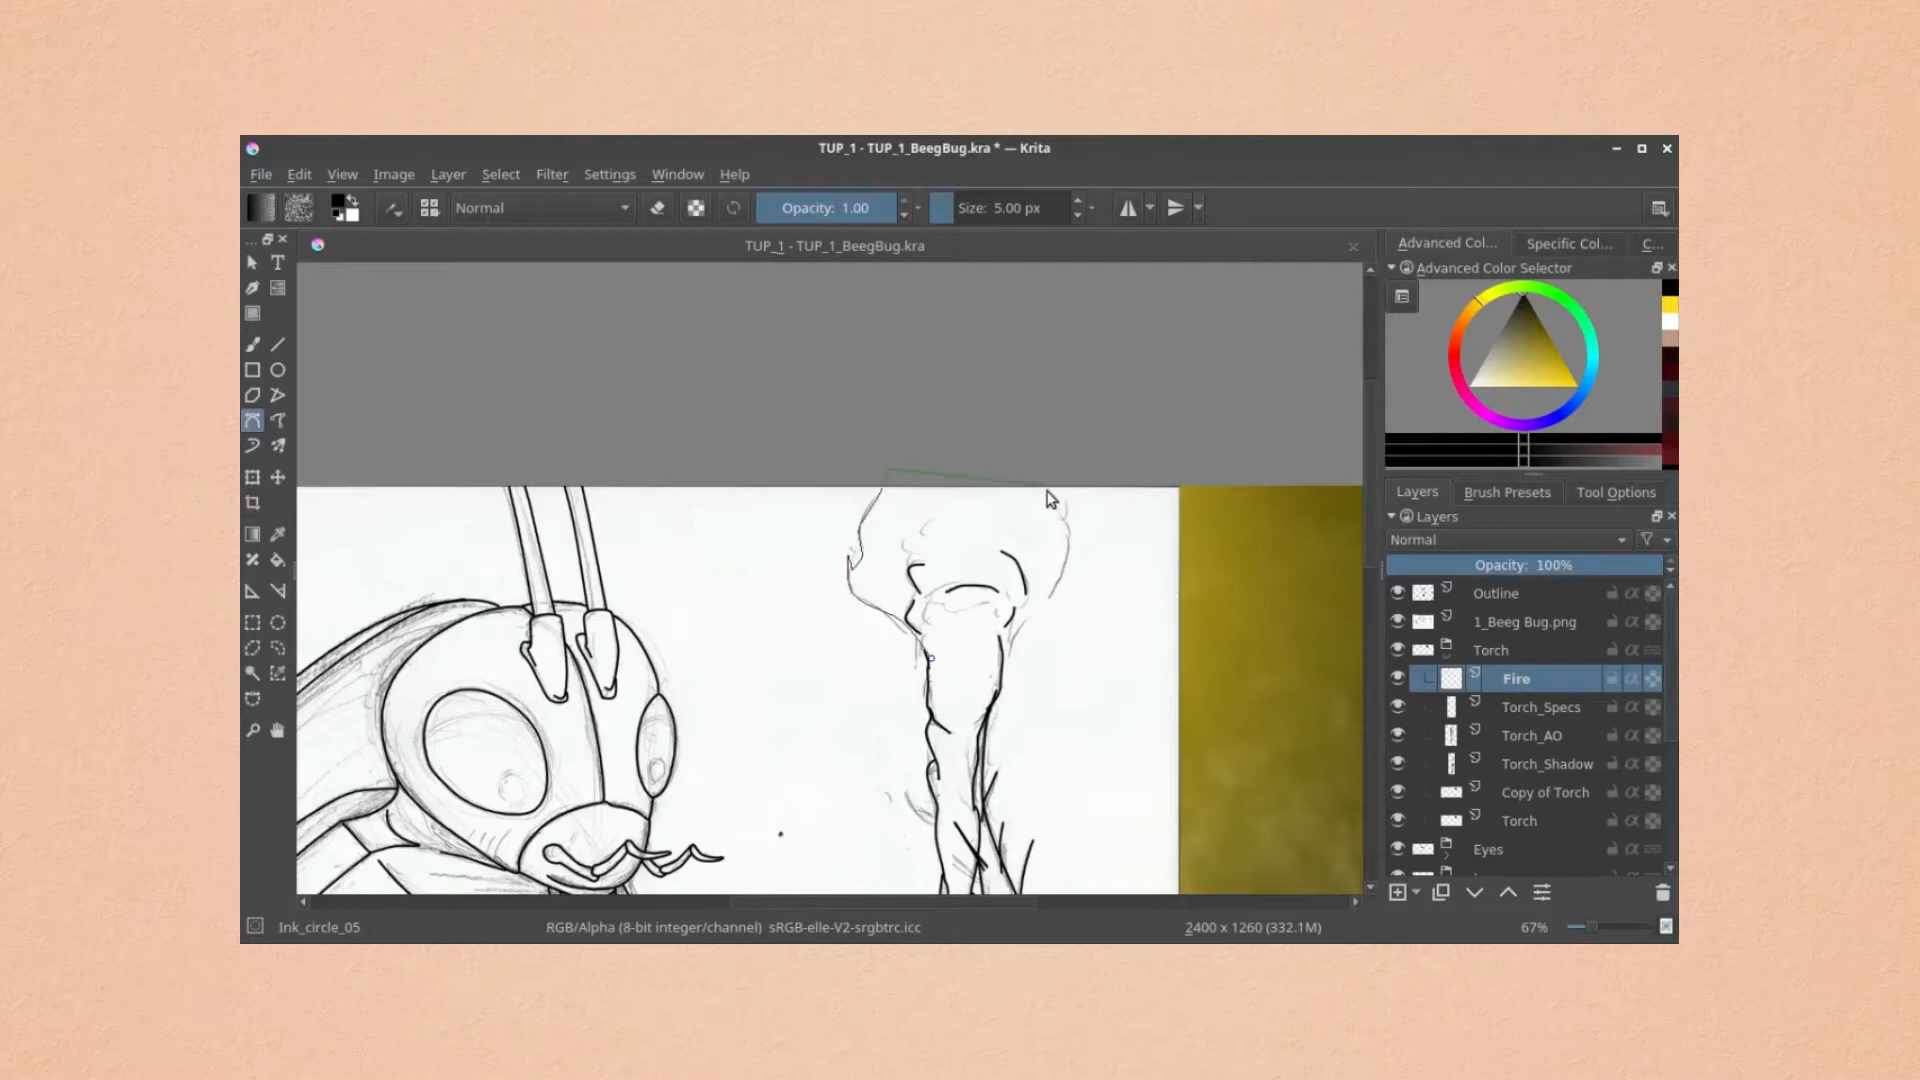 TUP_1 - TUP_1_BeegBug.kra * — Krita
File Edit View Image Layer Select Filter Settings Window Help
Normal Opacity: 1.00 Size: 5.00 px
TUP_1 - TUP_1_BeegBug.kra
Advanced Col... Specific Col... C...
Advanced Color Selector
Layers Brush Presets Tool Options
Layers
Normal
Opacity: 100%
Outline
1_Beeg Bug.png
Torch
Fire
Torch_Specs
Torch_AO
Torch_Shadow
Copy of Torch
Torch
Eyes
Ink_circle_05 RGB/Alpha (8-bit integer/channel) sRGB-elle-V2-srgbtrc.icc 2400 x 1260 (332.1M) 67%